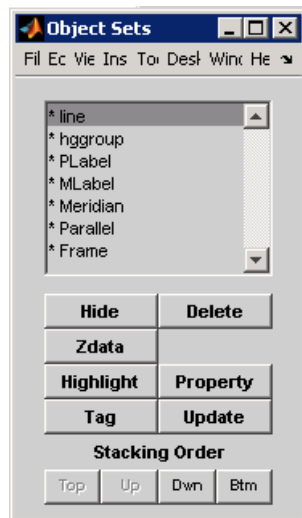 Object Sets
Fil Ec Vie Ins To Desk Winc He
* line
* hggroup
* PLabel
* MLabel
* Meridian
* Parallel
* Frame
Hide Delete
Zdata
Highlight Property
Tag Update
Stacking Order
Top Up Dwn Btm